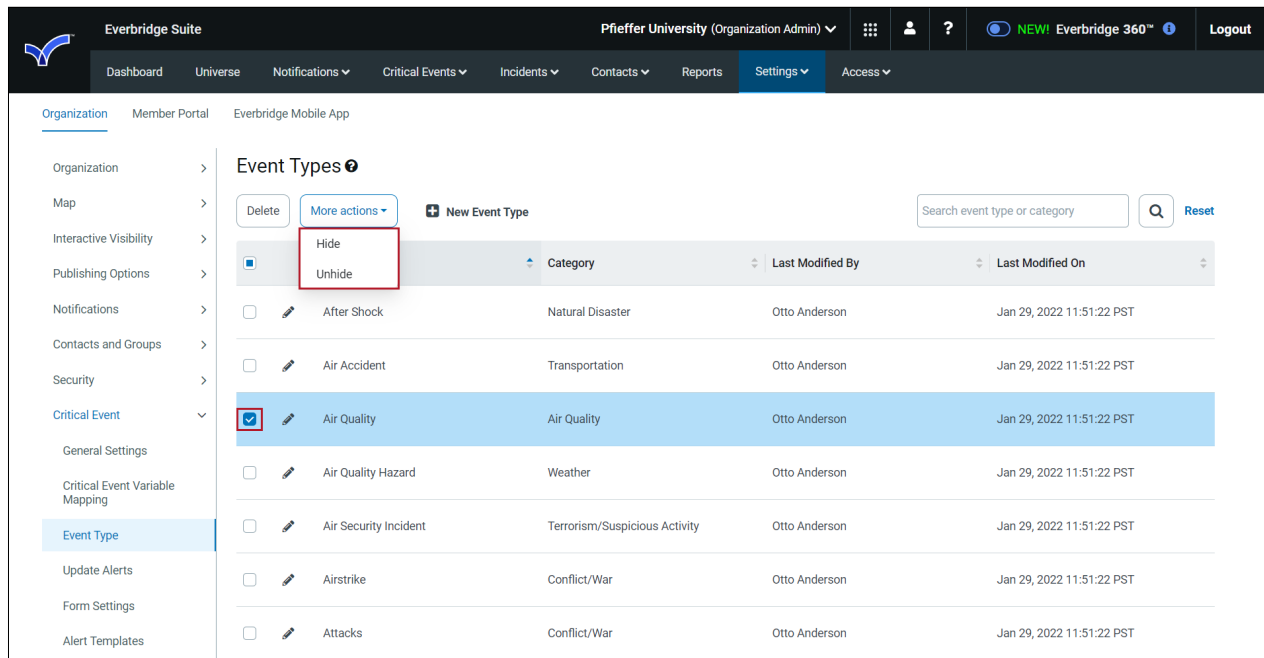 Everbridge Suite
Pfieffer University (Organization Admin)
?
NEW! Everbridge 360™
Logout
Dashboard Universe Notifications Critical Events Incidents Contacts Reports Settings Access
Organization Member Portal Everbridge Mobile App
Organization
Map
Interactive Visibility
Publishing Options
Notifications
Contacts and Groups
Security
Critical Event
General Settings
Critical Event Variable
Mapping
Event Type
Update Alerts
Form Settings
Alert Templates
Event Types ?
Delete More actions New Event Type Search event type or category Reset
Hide
Unhide
Category Last Modified By Last Modified On
After Shock Natural Disaster Otto Anderson Jan 29, 2022 11:51:22 PST
Air Accident Transportation Otto Anderson Jan 29, 2022 11:51:22 PST
Air Quality Air Quality Otto Anderson Jan 29, 2022 11:51:22 PST
Air Quality Hazard Weather Otto Anderson Jan 29, 2022 11:51:22 PST
Air Security Incident Terrorism/Suspicious Activity Otto Anderson Jan 29, 2022 11:51:22 PST
Airstrike Conflict/War Otto Anderson Jan 29, 2022 11:51:22 PST
Attacks Conflict/War Otto Anderson Jan 29, 2022 11:51:22 PST